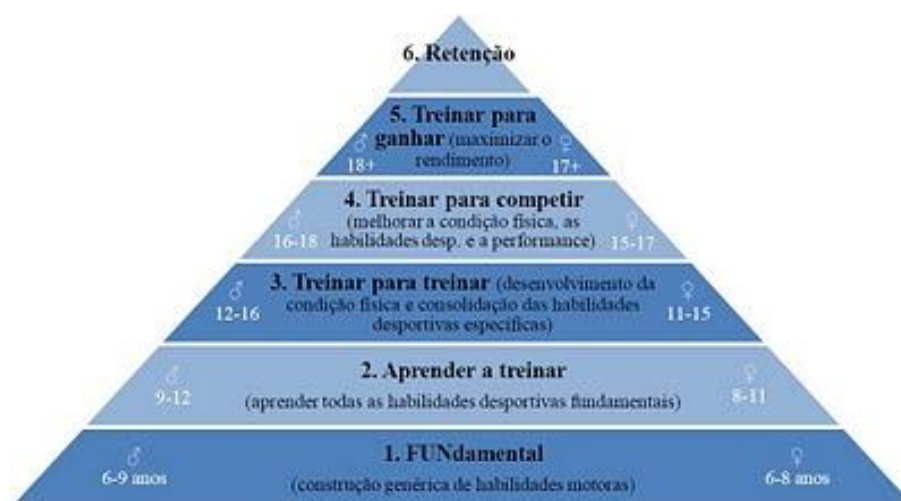 6. Retenção
5. Treinar para
ganhar (maximizar o
rendimento)
♂
18+
♀
17+
4. Treinar para competir
(melhorar a condição física, as
habilidades desp. e a performance)
♂
16-18
♀
15-17
3. Treinar para treinar (desenvolvimento da
condição física e consolidação das habilidades
desportivas específicas)
♂
12-16
♀
11-15
2. Aprender a treinar
(aprender todas as habilidades desportivas fundamentais)
♂
9-12
♀
8-11
1. FUNdamental
(construção genérica de habilidades motoras)
♂
6-9 anos
♀
6-8 anos